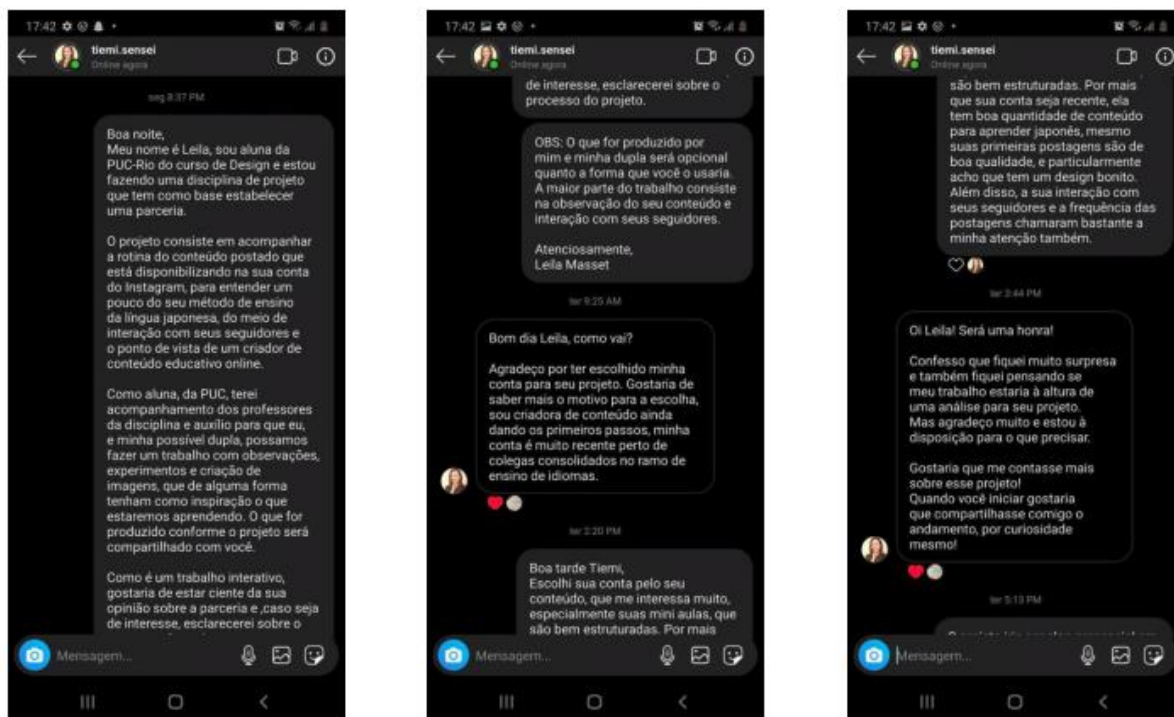 17:42
tiemi.sensei
Online agora
seg 8:37 PM
Boa noite,
Meu nome é Leila, sou aluna da
PUC-Rio do curso de Design e estou
fazendo uma disciplina de projeto
que tem como base estabelecer
uma parceria.
O projeto consiste em acompanhar
a rotina do conteúdo postado que
está disponibilizando na sua conta
do Instagram, para entender um
pouco do seu método de ensino
da língua japonesa, do meio de
interação com seus seguidores e
o ponto de vista de um criador de
conteúdo educativo online.
Como aluna, da PUC, terei
acompanhamento dos professores
da disciplina e auxílio para que eu,
e minha possível dupla, possamos
fazer um trabalho com observações,
experimentos e criação de
imagens, que de alguma forma
tenham como inspiração o que
estaremos aprendendo. O que for
produzido conforme o projeto será
compartilhado com você.
Como é um trabalho interativo,
gostaria de estar ciente da sua
opinião sobre a parceria e ,caso seja
de interesse, esclarecerei sobre o
Mensagem...
17:42
tiemi.sensei
Online agora
de interesse, esclarecerei sobre o
processo do projeto.
OBS: O que for produzido por
mim e minha dupla será opcional
quanto a forma que você o usaria.
A maior parte do trabalho consiste
na observação do seu conteúdo e
interação com seus seguidores.
Atenciosamente,
Leila Masset
ter 9:25 AM
Bom dia Leila, como vai?
Agradeço por ter escolhido minha
conta para seu projeto. Gostaria de
saber mais o motivo para a escolha,
sou criadora de conteúdo ainda
dando os primeiros passos, minha
conta é muito recente perto de
colegas consolidados no ramo de
ensino de idiomas.
ter 2:20 PM
Boa tarde Tiemi,
Escolhi sua conta pelo seu
conteúdo, que me interessa muito,
especialmente suas mini aulas, que
são bem estruturadas. Por mais
Mensagem...
17:42
tiemi.sensei
Online agora
são bem estruturadas. Por mais
que sua conta seja recente, ela
tem boa quantidade de conteúdo
para aprender japonês, mesmo
suas primeiras postagens são de
boa qualidade, e particularmente
acho que tem um design bonito.
Além disso, a sua interação com
seus seguidores e a frequência das
postagens chamaram bastante a
minha atenção também.
ter 3:44 PM
Oi Leila! Será uma honra!
Confesso que fiquei muito surpresa
e também fiquei pensando se
meu trabalho estaria à altura de
uma análise para seu projeto.
Mas agradeço muito e estou à
disposição para o que precisar.
Gostaria que me contasse mais
sobre esse projeto!
Quando você iniciar gostaria
que compartilhasse comigo o
andamento, por curiosidade
mesmo!
ter 5:13 PM
Mensagem...